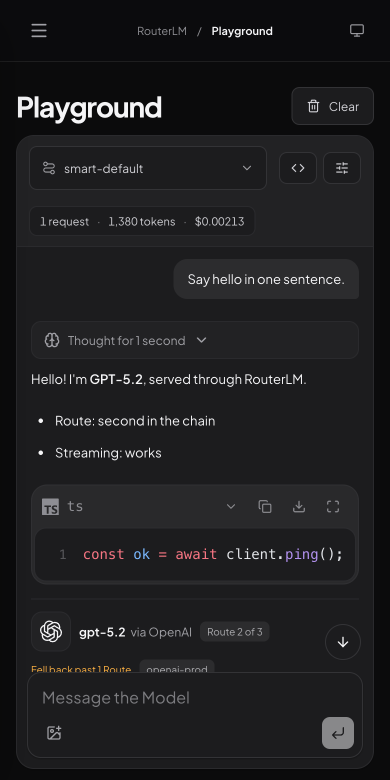 RouterLM / Playground
Playground
Clear
smart-default
1 request · 1,380 tokens · $0.00213
Say hello in one sentence.
Thought for 1 second
Hello! I'm GPT-5.2, served through RouterLM.
• Route: second in the chain
• Streaming: works
TS ts
1 const ok = await client.ping();
gpt-5.2 via OpenAI Route 2 of 3
Fell back past 1 Route openai-prod
Message the Model